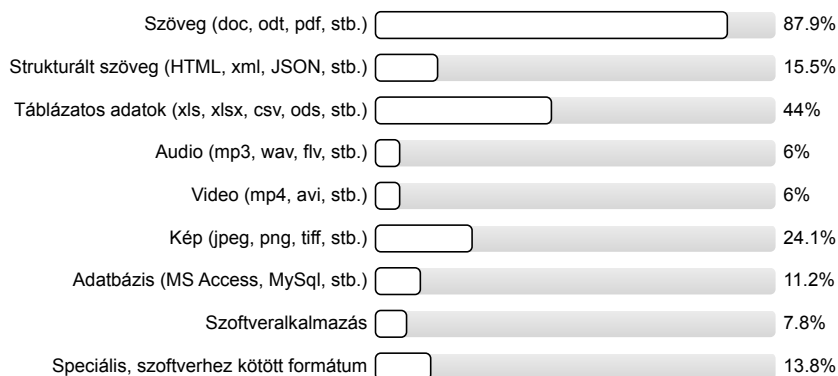 Szöveg (doc, odt, pdf, stb.) 87.9%
Strukturált szöveg (HTML, xml, JSON, stb.) 15.5%
Táblázatos adatok (xls, xlsx, csv, ods, stb.) 44%
Audio (mp3, wav, flv, stb.) 6%
Video (mp4, avi, stb.) 6%
Kép (jpeg, png, tiff, stb.) 24.1%
Adatbázis (MS Access, MySql, stb.) 11.2%
Szoftveralkalmazás 7.8%
Speciális, szoftverhez kötött formátum 13.8%